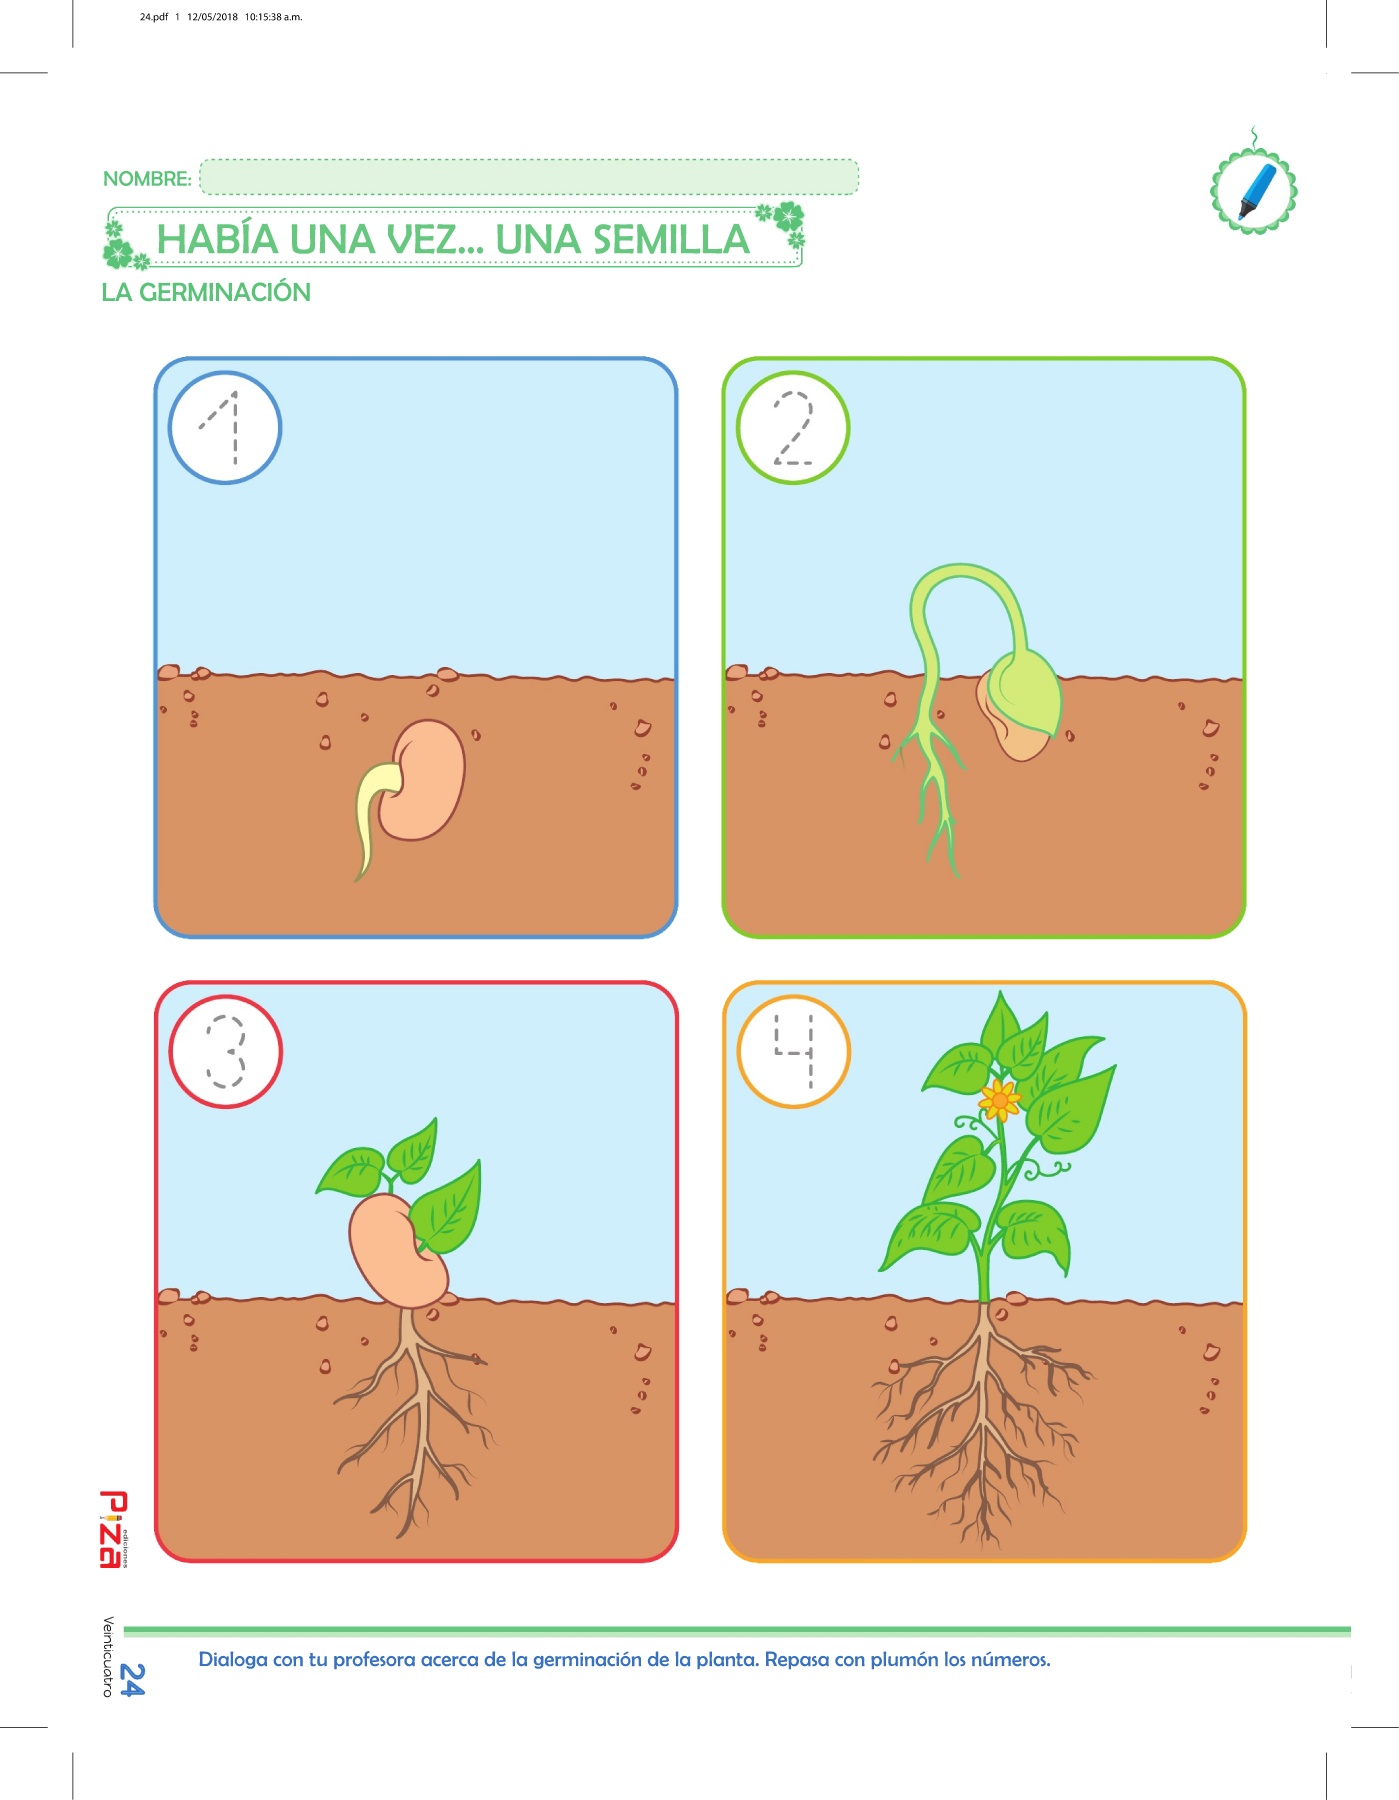 24.pdf 1 12/05/2018 10:15:38 a.m.
NOMBRE:
HABÍA UNA VEZ... UNA SEMILLA
LA GERMINACIÓN
1
2
3
4
Piza
ediciones
Veinticuatro
24
Dialoga con tu profesora acerca de la germinación de la planta. Repasa con plumón los números.